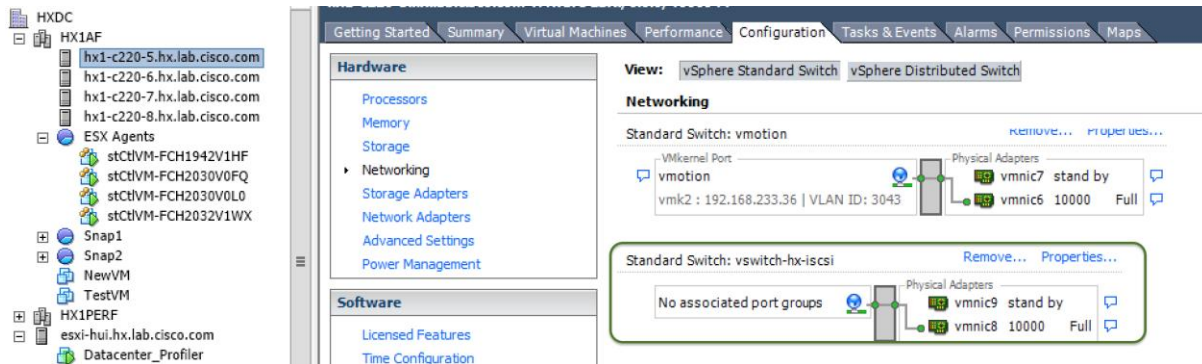 HXDC
HX1AF
hx1-c220-5.hx.lab.cisco.com
hx1-c220-6.hx.lab.cisco.com
hx1-c220-7.hx.lab.cisco.com
hx1-c220-8.hx.lab.cisco.com
ESX Agents
stCtlVM-FCH1942V1HF
stCtlVM-FCH2030V0FQ
stCtlVM-FCH2030V0L0
stCtlVM-FCH2032V1WX
Snap1
Snap2
NewVM
TestVM
HX1PERF
esxi-hui.hx.lab.cisco.com
Datacenter_Profiler
Getting Started Summary Virtual Machines Performance Configuration Tasks & Events Alarms Permissions Maps
Hardware
Processors
Memory
Storage
Networking
Storage Adapters
Network Adapters
Advanced Settings
Power Management
Software
Licensed Features
Time Configuration
View: vSphere Standard Switch vSphere Distributed Switch
Networking
Standard Switch: vmotion Remove... Properties...
VMkernel Port Physical Adapters
vmotion vmnic7 stand by
vmk2 : 192.168.233.36 | VLAN ID: 3043 vmnic6 10000 Full
Standard Switch: vswitch-hx-iscsi Remove... Properties...
Physical Adapters
No associated port groups vmnic9 stand by
vmnic8 10000 Full